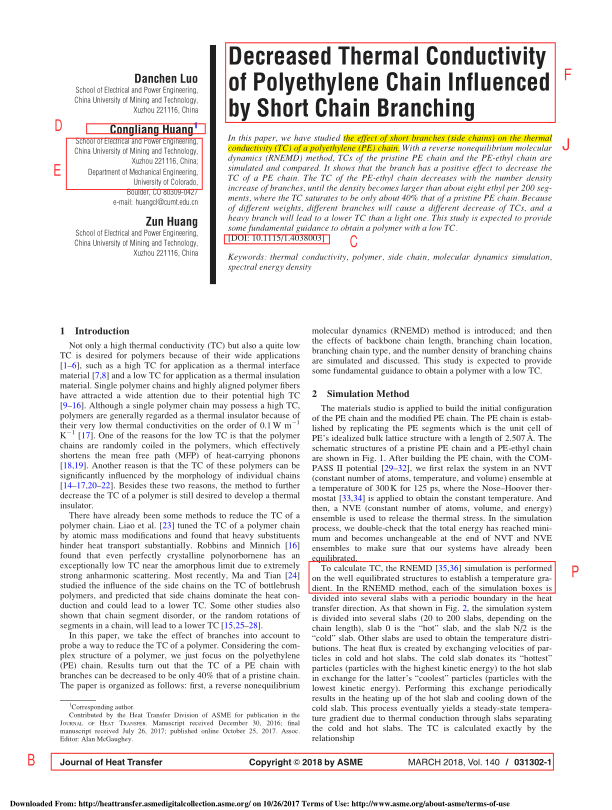 Decreased Thermal Conductivity
of Polyethylene Chain Influenced
by Short Chain Branching
F
Danchen Luo
School of Electrical and Power Engineering,
China University of Mining and Technology,
Xuzhou 221116, China
D
Congliang Huang1
School of Electrical and Power Engineering,
China University of Mining and Technology,
Xuzhou 221116, China;
Department of Mechanical Engineering,
University of Colorado,
Boulder, CO 80309-0427
e-mail: huangcl@cumt.edu.cn
E
Zun Huang
School of Electrical and Power Engineering,
China University of Mining and Technology,
Xuzhou 221116, China
In this paper, we have studied the effect of short branches (side chains) on the thermal
conductivity (TC) of a polyethylene (PE) chain. With a reverse nonequilibrium molecular
dynamics (RNEMD) method, TCs of the pristine PE chain and the PE-ethyl chain are
simulated and compared. It shows that the branch has a positive effect to decrease the
TC of a PE chain. The TC of the PE-ethyl chain decreases with the number density
increase of branches, until the density becomes larger than about eight ethyl per 200 seg-
ments, where the TC saturates to be only about 40% that of a pristine PE chain. Because
of different weights, different branches will cause a different decrease of TCs, and a
heavy branch will lead to a lower TC than a light one. This study is expected to provide
some fundamental guidance to obtain a polymer with a low TC.
[DOI: 10.1115/1.4038003]
J
C
Keywords: thermal conductivity, polymer, side chain, molecular dynamics simulation,
spectral energy density
1 Introduction
Not only a high thermal conductivity (TC) but also a quite low
TC is desired for polymers because of their wide applications
[1–6], such as a high TC for application as a thermal interface
material [7,8] and a low TC for application as a thermal insulation
material. Single polymer chains and highly aligned polymer fibers
have attracted a wide attention due to their potential high TC
[9–16]. Although a single polymer chain may possess a high TC,
polymers are generally regarded as a thermal insulator because of
their very low thermal conductivities on the order of 0.1 W m−1
K−1 [17]. One of the reasons for the low TC is that the polymer
chains are randomly coiled in the polymers, which effectively
shortens the mean free path (MFP) of heat-carrying phonons
[18,19]. Another reason is that the TC of these polymers can be
significantly influenced by the morphology of individual chains
[14–17,20–22]. Besides these two reasons, the method to further
decrease the TC of a polymer is still desired to develop a thermal
insulator.
There have already been some methods to reduce the TC of a
polymer chain. Liao et al. [23] tuned the TC of a polymer chain
by atomic mass modifications and found that heavy substituents
hinder heat transport substantially. Robbins and Minnich [16]
found that even perfectly crystalline polynorbornene has an
exceptionally low TC near the amorphous limit due to extremely
strong anharmonic scattering. Most recently, Ma and Tian [24]
studied the influence of the side chains on the TC of bottlebrush
polymers, and predicted that side chains dominate the heat con-
duction and could lead to a lower TC. Some other studies also
shown that chain segment disorder, or the random rotations of
segments in a chain, will lead to a lower TC [15,25–28].
In this paper, we take the effect of branches into account to
probe a way to reduce the TC of a polymer. Considering the com-
plex structure of a polymer, we just focus on the polyethylene
(PE) chain. Results turn out that the TC of a PE chain with
branches can be decreased to be only 40% that of a pristine chain.
The paper is organized as follows: first, a reverse nonequilibrium
1Corresponding author.
Contributed by the Heat Transfer Division of ASME for publication in the
JOURNAL OF HEAT TRANSFER. Manuscript received December 30, 2016; final
manuscript received July 26, 2017; published online October 25, 2017. Assoc.
Editor: Alan McGaughey.
molecular dynamics (RNEMD) method is introduced; and then
the effects of backbone chain length, branching chain location,
branching chain type, and the number density of branching chains
are simulated and discussed. This study is expected to provide
some fundamental guidance to obtain a polymer with a low TC.
2 Simulation Method
The materials studio is applied to build the initial configuration
of the PE chain and the modified PE chain. The PE chain is estab-
lished by replicating the PE segments which is the unit cell of
PE's idealized bulk lattice structure with a length of 2.507 Å. The
schematic structures of a pristine PE chain and a PE-ethyl chain
are shown in Fig. 1. After building the PE chain, with the COM-
PASS II potential [29–32], we first relax the system in an NVT
(constant number of atoms, temperature, and volume) ensemble at
a temperature of 300 K for 125 ps, where the Nose–Hoover ther-
mostat [33,34] is applied to obtain the constant temperature. And
then, a NVE (constant number of atoms, volume, and energy)
ensemble is used to release the thermal stress. In the simulation
process, we double-check that the total energy has reached mini-
mum and becomes unchangeable at the end of NVT and NVE
ensembles to make sure that our systems have already been
equilibrated.
To calculate TC, the RNEMD [35,36] simulation is performed
on the well equilibrated structures to establish a temperature gra-
dient. In the RNEMD method, each of the simulation boxes is
divided into several slabs with a periodic boundary in the heat
transfer direction. As that shown in Fig. 2, the simulation system
is divided into several slabs (20 to 200 slabs, depending on the
chain length), slab 0 is the “hot” slab, and the slab N/2 is the
“cold” slab. Other slabs are used to obtain the temperature distri-
butions. The heat flux is created by exchanging velocities of par-
ticles in cold and hot slabs. The cold slab donates its “hottest”
particles (particles with the highest kinetic energy) to the hot slab
in exchange for the latter's “coolest” particles (particles with the
lowest kinetic energy). Performing this exchange periodically
results in the heating up of the hot slab and cooling down of the
cold slab. This process eventually yields a steady-state tempera-
ture gradient due to thermal conduction through slabs separating
the cold and hot slabs. The TC is calculated exactly by the
relationship
P
B
Journal of Heat Transfer
Copyright © 2018 by ASME
MARCH 2018, Vol. 140 / 031302-1
Downloaded From: http://heattransfer.asmedigitalcollection.asme.org/ on 10/26/2017 Terms of Use: http://www.asme.org/about-asme/terms-of-use